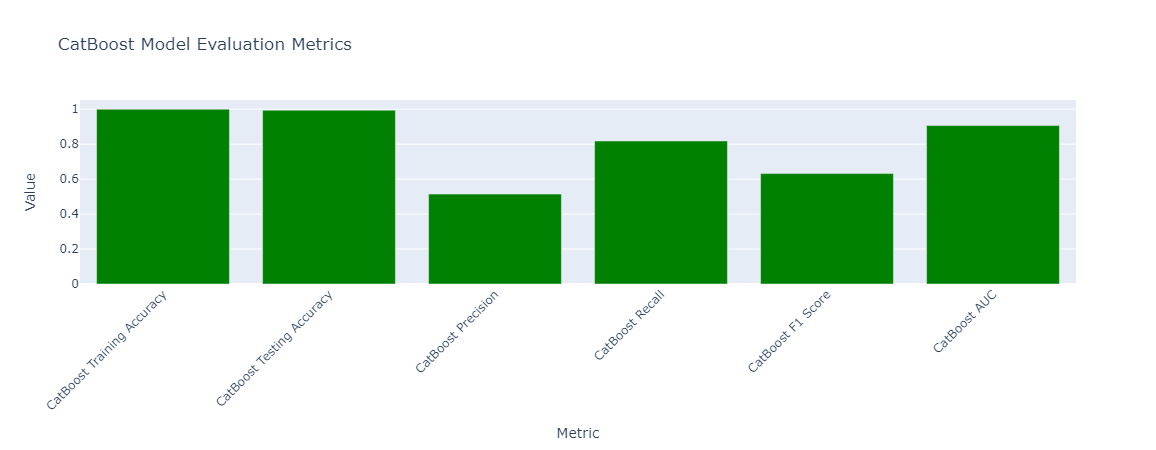 CatBoost Model Evaluation Metrics
Value
1
0.8
0.6
0.4
0.2
0
CatBoost Training Accuracy
CatBoost Testing Accuracy
CatBoost Precision
CatBoost Recall
CatBoost F1 Score
CatBoost AUC
Metric